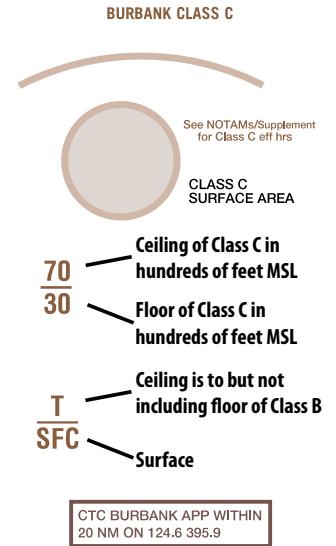 BURBANK CLASS C
See NOTAMs/Supplement
for Class C eff hrs
CLASS C
SURFACE AREA
70
30
Ceiling of Class C in
hundreds of feet MSL
Floor of Class C in
hundreds of feet MSL
T
SFC
Ceiling is to but not
including floor of Class B
Surface
CTC BURBANK APP WITHIN
20 NM ON 124.6 395.9